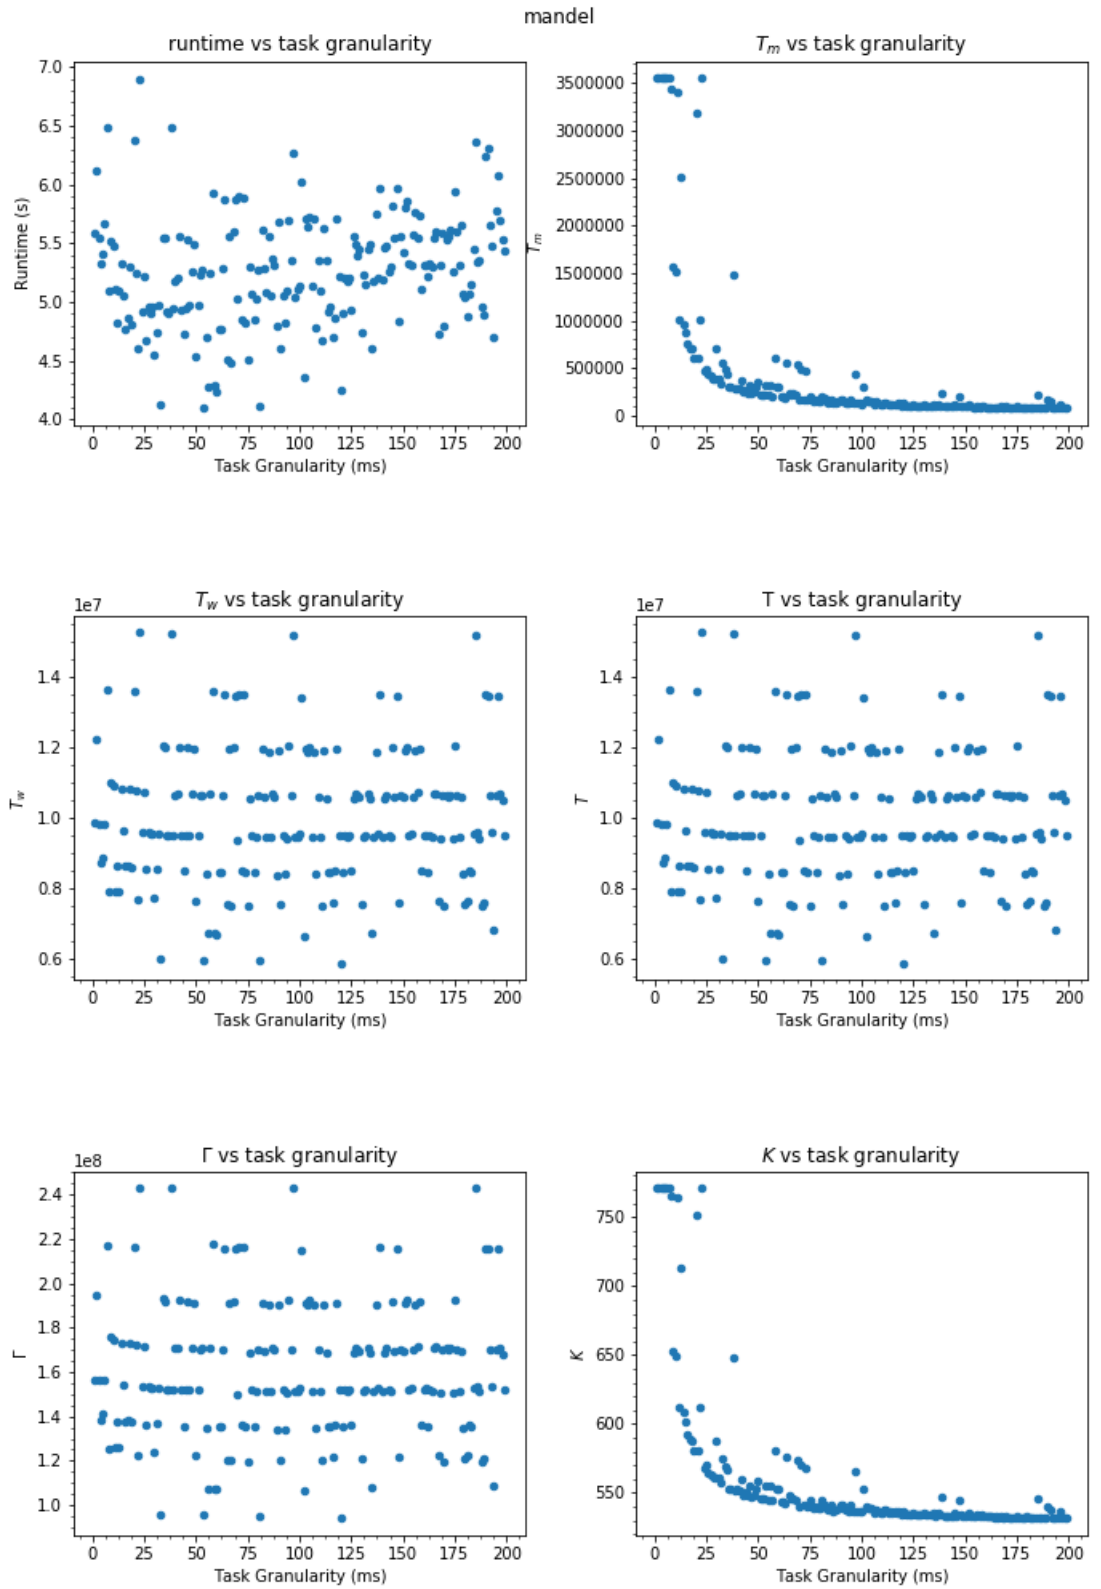 mandel
runtime vs task granularity
7.0
6.5
6.0
5.5
5.0
4.5
4.0
Runtime (s)
0 25 50 75 100 125 150 175 200
Task Granularity (ms)
T_m vs task granularity
3500000
3000000
2500000
2000000
1500000
1000000
500000
0
T_m
0 25 50 75 100 125 150 175 200
Task Granularity (ms)
T_w vs task granularity
1e7
1.4
1.2
1.0
0.8
0.6
T_w
0 25 50 75 100 125 150 175 200
Task Granularity (ms)
T vs task granularity
1e7
1.4
1.2
1.0
0.8
0.6
T
0 25 50 75 100 125 150 175 200
Task Granularity (ms)
Γ vs task granularity
1e8
2.4
2.2
2.0
1.8
1.6
1.4
1.2
1.0
Γ
0 25 50 75 100 125 150 175 200
Task Granularity (ms)
K vs task granularity
750
700
650
600
550
K
0 25 50 75 100 125 150 175 200
Task Granularity (ms)